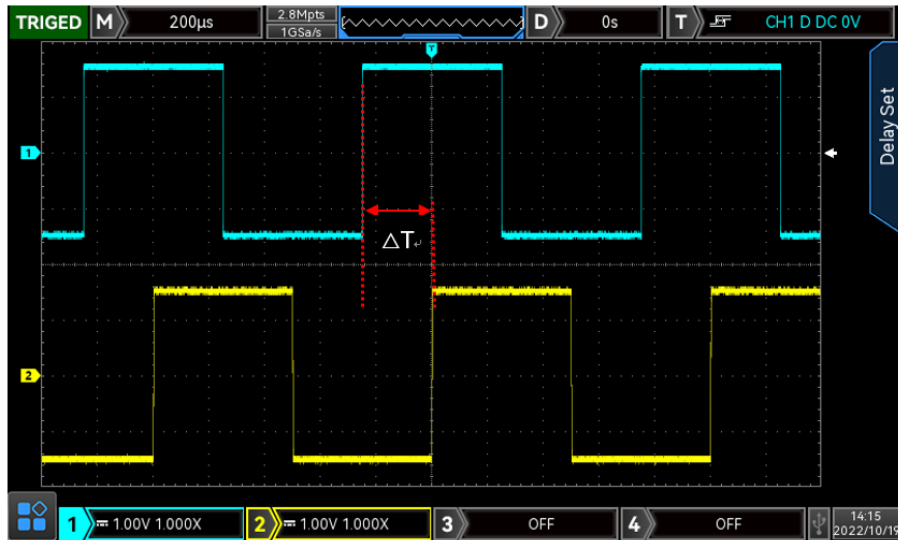 TRIGED M 200µs 2.8Mpts D 0s T CH1 D DC 0V
1GSa/s
T
Delay Set
1
△T
2
1 1.00V 1.000X 2 1.00V 1.000X 3 OFF 4 OFF 14:15
2022/10/19